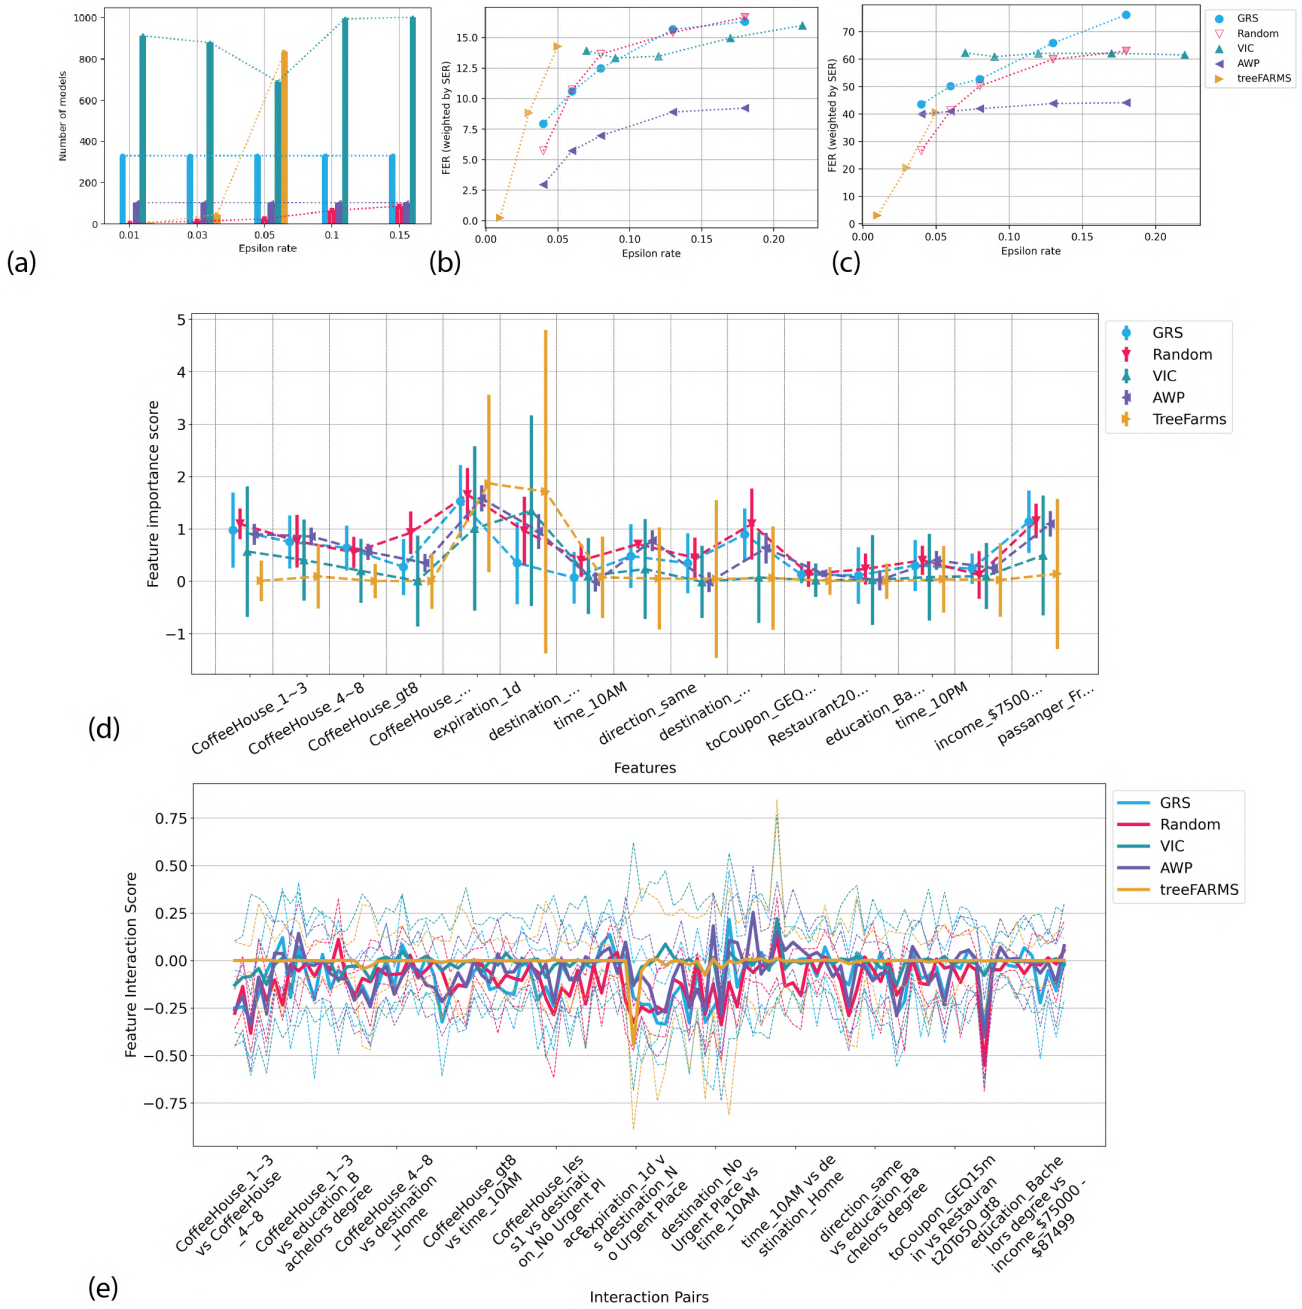 1000
800
600
400
200
0
Number of models
0.01
0.03
0.05
0.1
0.15
Epsilon rate
(a)
15.0
12.5
10.0
7.5
5.0
2.5
0.0
FER (weighted by SER)
0.00
0.05
0.10
0.15
0.20
Epsilon rate
(b)
70
60
50
40
30
20
10
0
FER (weighted by SER)
0.00
0.05
0.10
0.15
0.20
Epsilon rate
(c)
GRS
Random
VIC
AWP
treeFARMS
5
4
3
2
1
0
−1
Feature importance score
CoffeeHouse_1~3
CoffeeHouse_4~8
CoffeeHouse_gt8
CoffeeHouse_...
expiration_1d
destination_...
time_10AM
direction_same
destination_...
toCoupon_GEQ...
Restaurant20...
education_Ba...
time_10PM
income_$7500...
passanger_Fr...
Features
GRS
Random
VIC
AWP
TreeFarms
(d)
0.75
0.50
0.25
0.00
−0.25
−0.50
−0.75
Feature Interaction Score
GRS
Random
VIC
AWP
treeFARMS
CoffeeHouse_1~3
vs CoffeeHouse
_4~8
CoffeeHouse_1~3
vs education_B
achelors degree
CoffeeHouse_4~8
vs destination
_Home
CoffeeHouse_gt8
vs time_10AM
CoffeeHouse_les
s1 vs destinati
on_No Urgent Pl
ace
expiration_1d v
s destination_N
o Urgent Place
destination_No
Urgent Place vs
time_10AM
time_10AM vs de
stination_Home
direction_same
vs education_Ba
chelors degree
toCoupon_GEQ15m
in vs Restauran
t20To50_gt8
education_Bache
lors degree vs
income_$75000 -
$87499
Interaction Pairs
(e)